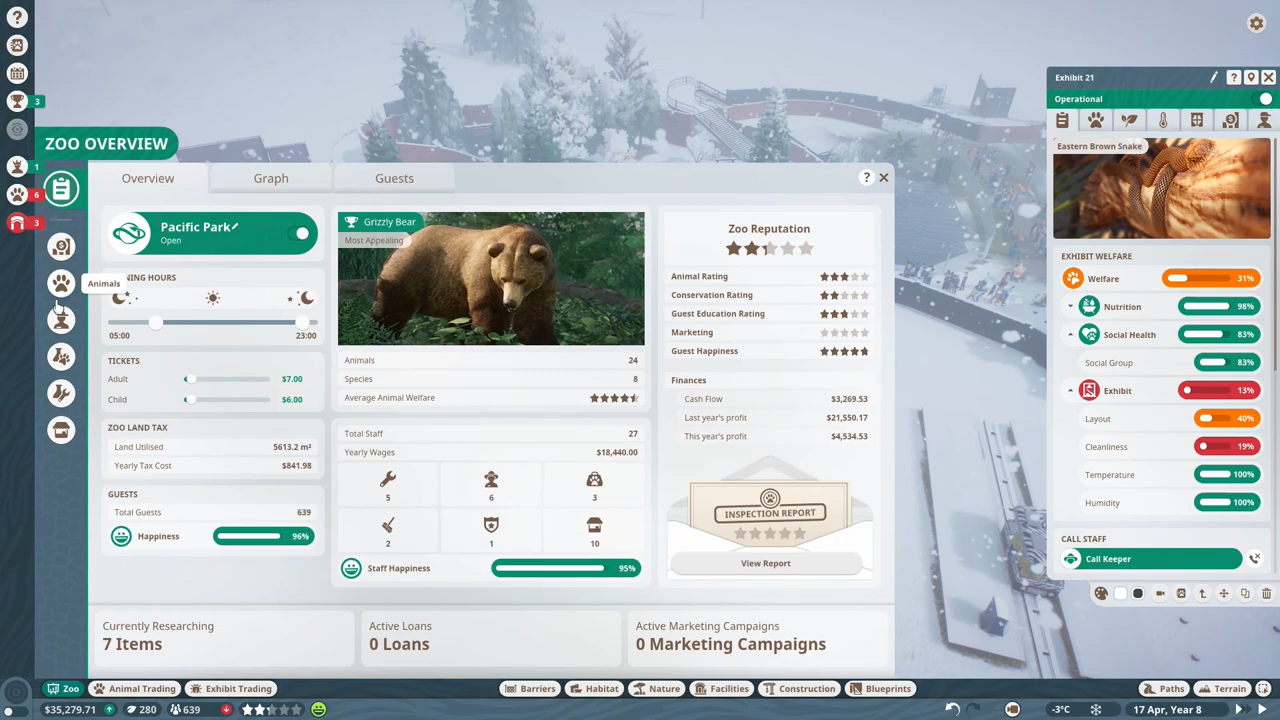 ?
Exhibit 21
?
Operational
3
ZOO OVERVIEW
Overview
Graph
Guests
?
1
6
3
Pacific Park
Open
Grizzly Bear
Most Appealing
Zoo Reputation
Animal Rating
Conservation Rating
Guest Education Rating
Marketing
Guest Happiness
Eastern Brown Snake
EXHIBIT WELFARE
Welfare
31%
Nutrition
98%
Social Health
83%
Social Group
83%
Exhibit
13%
Layout
40%
Cleanliness
19%
Temperature
100%
Humidity
100%
CALL STAFF
Call Keeper
Animals
NING HOURS
05:00
23:00
TICKETS
Adult
$7.00
Child
$6.00
ZOO LAND TAX
Land Utilised
5613.2 m²
Yearly Tax Cost
$841.98
GUESTS
Total Guests
639
Happiness
96%
Animals
24
Species
8
Average Animal Welfare
Total Staff
27
Yearly Wages
$18,440.00
5
6
3
2
1
10
Staff Happiness
95%
Finances
Cash Flow
$3,269.53
Last year's profit
$21,550.17
This year's profit
$4,534.53
INSPECTION REPORT
View Report
Currently Researching
7 Items
Active Loans
0 Loans
Active Marketing Campaigns
0 Marketing Campaigns
Zoo
Animal Trading
Exhibit Trading
Barriers
Habitat
Nature
Facilities
Construction
Blueprints
Paths
Terrain
$35,279.71
280
639
-3°C
17 Apr, Year 8